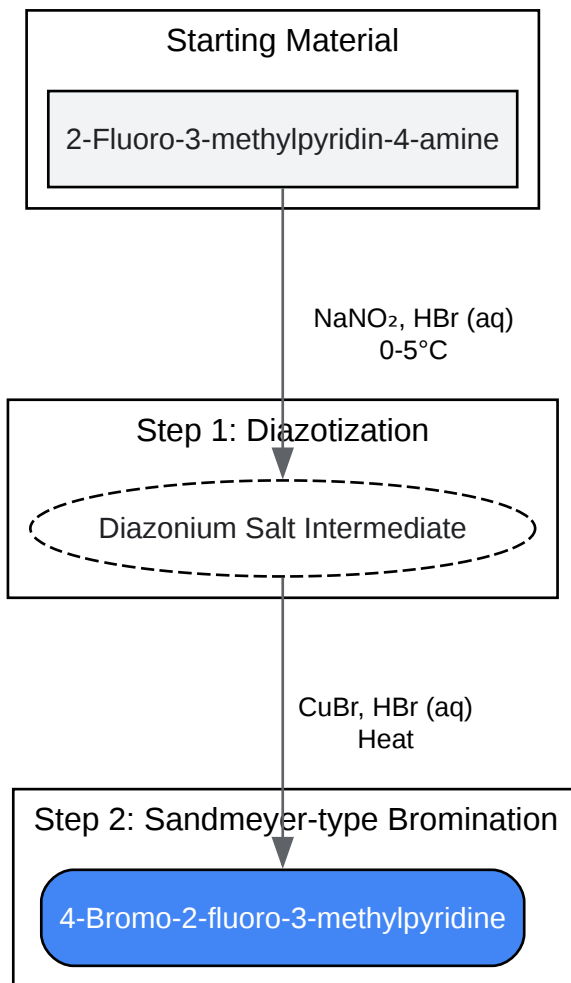 Starting Material
2-Fluoro-3-methylpyridin-4-amine
NaNO₂, HBr (aq)
0-5°C
Step 1: Diazotization
Diazonium Salt Intermediate
CuBr, HBr (aq)
Heat
Step 2: Sandmeyer-type Bromination
4-Bromo-2-fluoro-3-methylpyridine